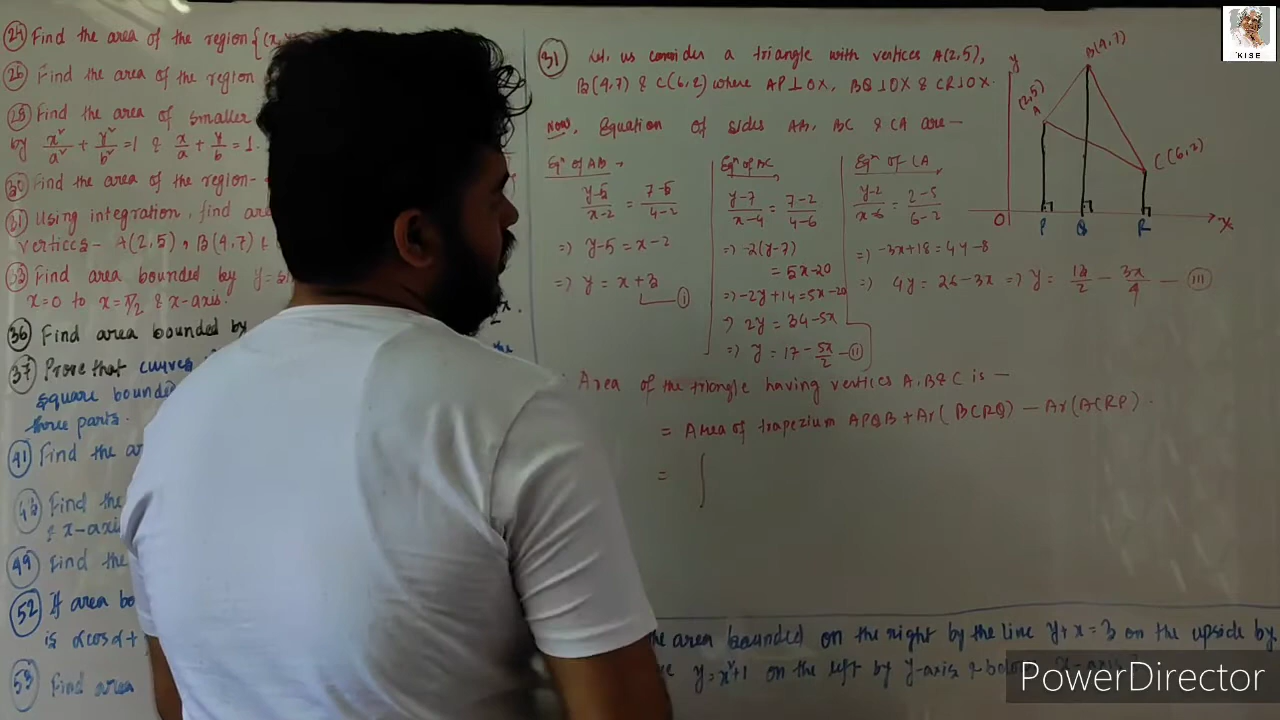 (24) Find the area of the region {(x,
(26) Find the area of the region
(28) Find the area of smaller
by x²/a² + y²/b² = 1 & x/a + y/b = 1.
(30) Find the area of the region-
(31) Using integration, find are
vertices- A(2,5), B(4,7) &
(33) Find area bounded by y = si
x=0 to x=π/2 & x-axis.
(36) Find area bounded by
2x.
(37) Prove that curves
the
square bounde
three parts.
(41) Find the ar
Find the
& x-axi
(49) Find the
(52) If area bo
is αcosα+
(53) Find area
(31) Let us consider a triangle with vertices A(2,5),
B(4,7) & C(6,2) where AP⊥OX, BQ⊥OX & CR⊥OX.
Now, Equation of sides AB, BC & CA are—
Eqⁿ of AB
(y-5)/(x-2) = (7-5)/(4-2)
=> y-5 = x-2
=> y = x+3 — (i)
(y-7)/(x-4) = (7-2)/(4-6)
=> -2(y-7)
= 5x-20
=> -2y+14 = 5x-20
=> 2y = 34-5x
=> y = 17 - 5x/2 — (ii)
Eqⁿ of CA
(y-2)/(x-6) = (2-5)/(6-2)
=> -3x+18 = 4y-8
=> 4y = 26-3x => y = 13/2 - 3x/4 — (iii)
Area of the triangle having vertices A, B & C is —
= Area of trapezium APQB + Ar(BCRQ) - Ar(ACRP).
= ∫
y
B(4,7)
(2,5)
A
C(6,2)
O
P
Q
R
x
he area bounded on the right by the line y+x=3 on the upside by
y=x²+1 on the left by y-axis & below x-axis
KISE
PowerDirector